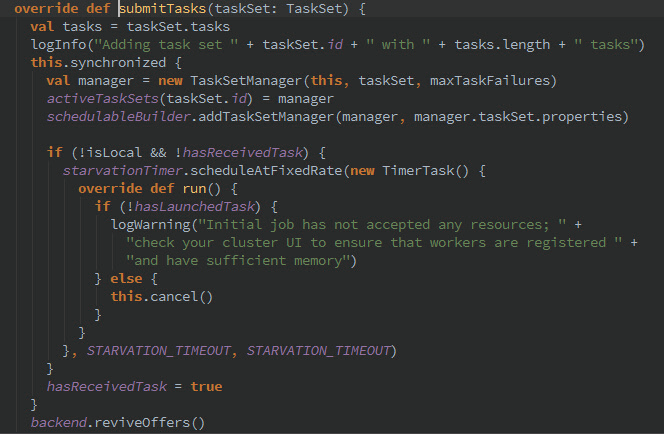 override def submitTasks(taskSet: TaskSet) {
  val tasks = taskSet.tasks
  logInfo("Adding task set " + taskSet.id + " with " + tasks.length + " tasks")
  this.synchronized {
    val manager = new TaskSetManager(this, taskSet, maxTaskFailures)
    activeTaskSets(taskSet.id) = manager
    schedulableBuilder.addTaskSetManager(manager, manager.taskSet.properties)

    if (!isLocal && !hasReceivedTask) {
      starvationTimer.scheduleAtFixedRate(new TimerTask() {
        override def run() {
          if (!hasLaunchedTask) {
            logWarning("Initial job has not accepted any resources; " +
              "check your cluster UI to ensure that workers are registered " +
              "and have sufficient memory")
          } else {
            this.cancel()
          }
        }
      }, STARVATION_TIMEOUT, STARVATION_TIMEOUT)
    }
    hasReceivedTask = true
  }
  backend.reviveOffers()